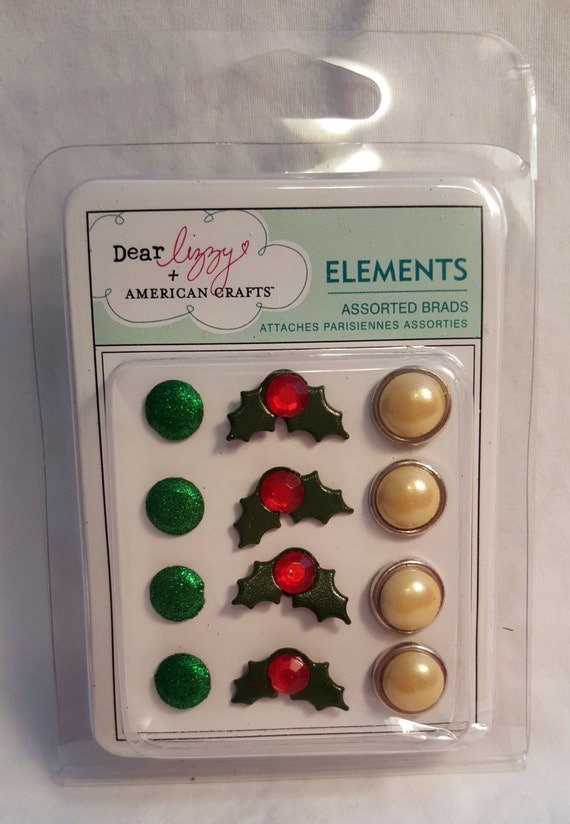 Dear lizzy
+
AMERICAN CRAFTS™
ELEMENTS
ASSORTED BRADS
ATTACHES PARISIENNES ASSORTIES